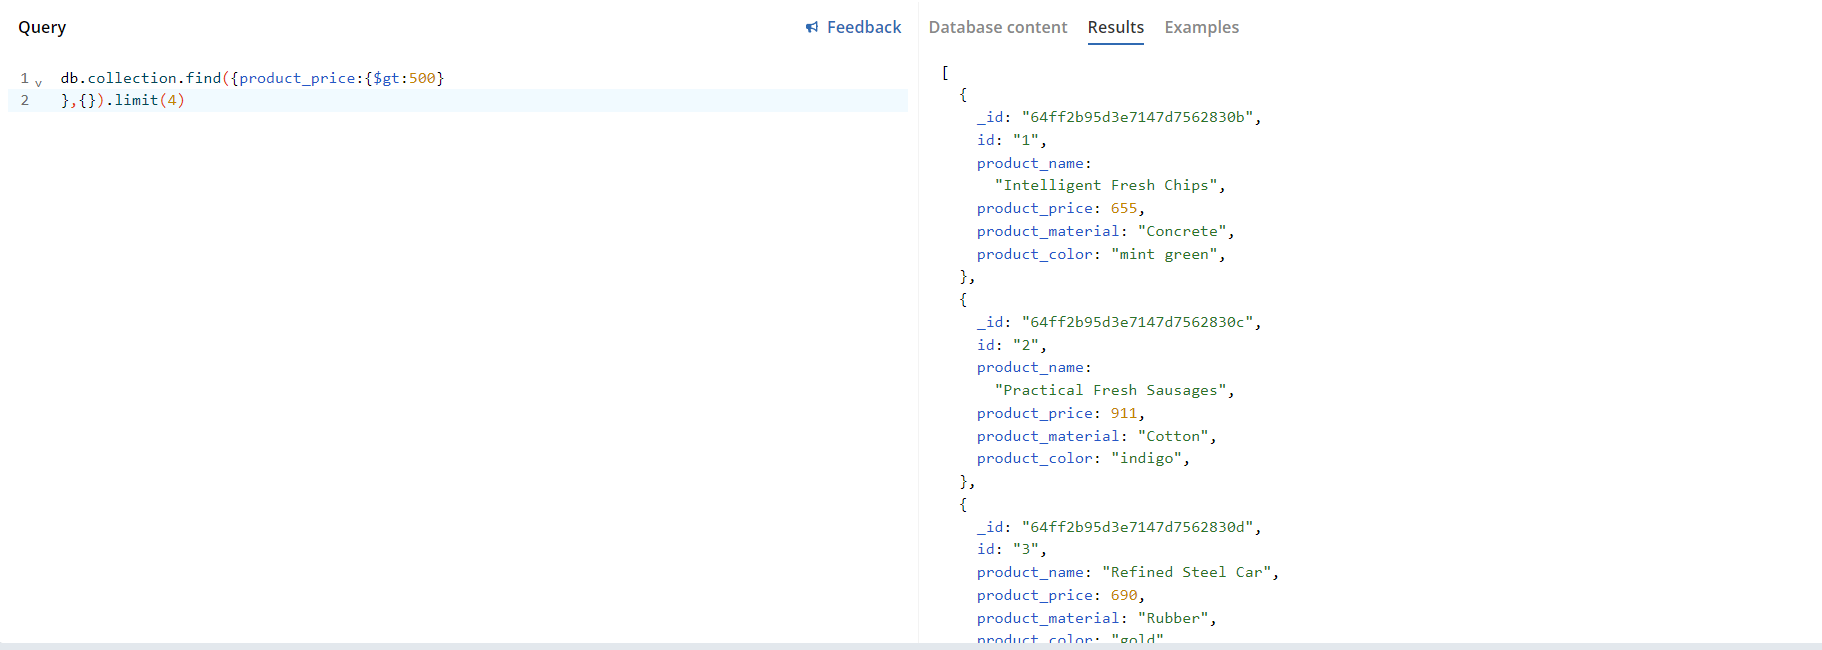 Query
Feedback
1 db.collection.find({product_price:{$gt:500}
2 },{}).limit(4)
Database content Results Examples
[
{
_id: "64ff2b95d3e7147d7562830b",
id: "1",
product_name:
"Intelligent Fresh Chips",
product_price: 655,
product_material: "Concrete",
product_color: "mint green",
},
{
_id: "64ff2b95d3e7147d7562830c",
id: "2",
product_name:
"Practical Fresh Sausages",
product_price: 911,
product_material: "Cotton",
product_color: "indigo",
},
{
_id: "64ff2b95d3e7147d7562830d",
id: "3",
product_name: "Refined Steel Car",
product_price: 690,
product_material: "Rubber",
product_color: "gold"